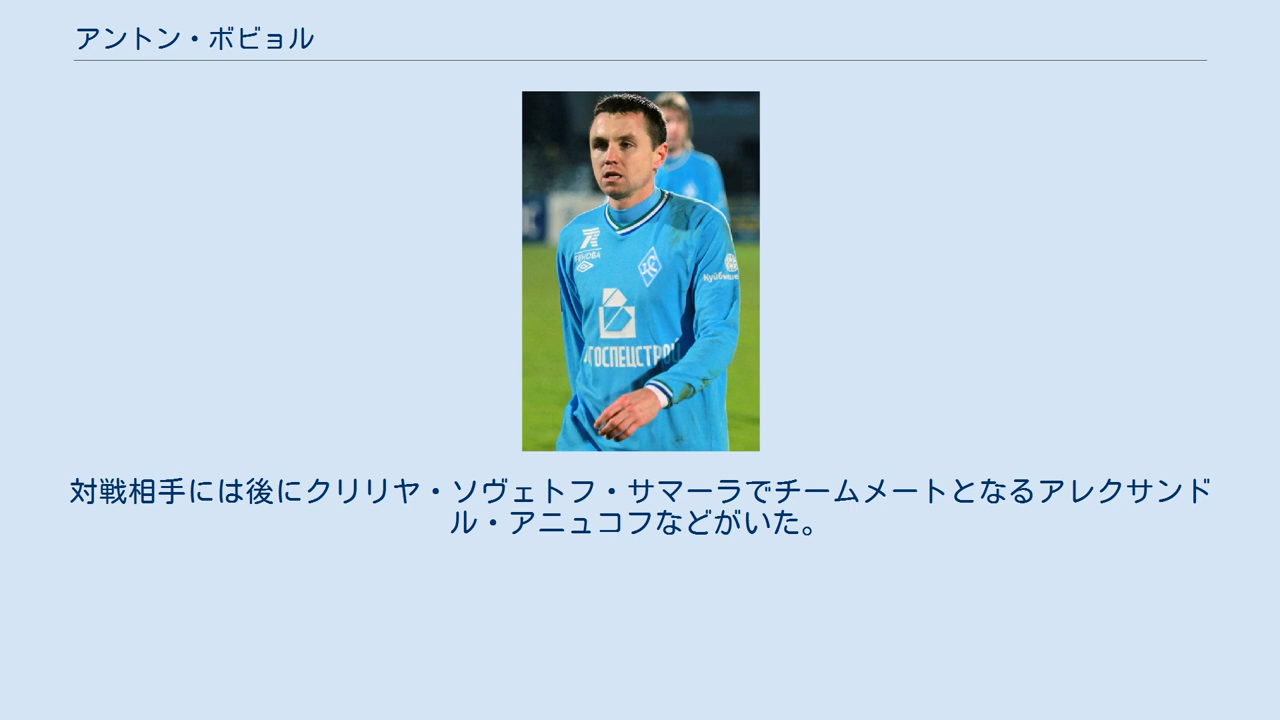 アントン・ボビョル
Куйбыше
ГОСПЕЦСТРОЙ
対戦相手には後にクリリヤ・ソヴェトフ・サマーラでチームメートとなるアレクサンド
ル・アニュコフなどがいた。